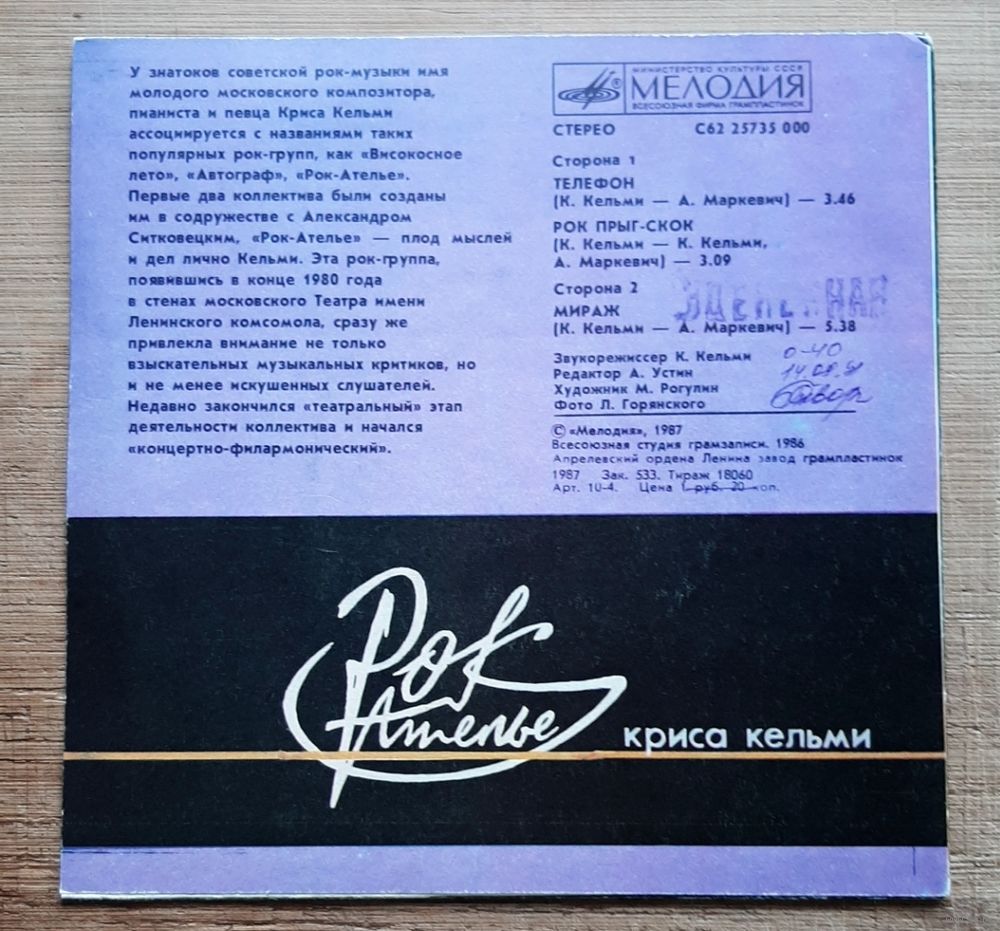 У знатоков советской рок-музыки имя
молодого московского композитора,
пианиста и певца Криса Кельми
ассоциируется с названиями таких
популярных рок-групп, как «Високосное
лето», «Автограф», «Рок-Ателье».
Первые два коллектива были созданы
им в содружестве с Александром
Ситковецким, «Рок-Ателье» — плод мыслей
и дел лично Кельми. Эта рок-группа,
появившись в конце 1980 года
в стенах московского Театра имени
Ленинского комсомола, сразу же
привлекла внимание не только
взыскательных музыкальных критиков, но
и не менее искушенных слушателей.
Недавно закончился «театральный» этап
деятельности коллектива и начался
«концертно-филармонический».
МИНИСТЕРСТВО КУЛЬТУРЫ СССР
МЕЛОДИЯ
ВСЕСОЮЗНАЯ ФИРМА ГРАМПЛАСТИНОК
СТЕРЕО С62 25735 000
Сторона 1
ТЕЛЕФОН
(К. Кельми — А. Маркевич) — 3.46
РОК ПРЫГ-СКОК
(К. Кельми — К. Кельми,
А. Маркевич) — 3.09
Сторона 2
МИРАЖ
(К. Кельми — А. Маркевич) — 5.38
Звукорежиссер К. Кельми
Редактор А. Устин
Художник М. Рогулин
Фото Л. Горянского
0-40
© «Мелодия», 1987
Всесоюзная студия грамзаписи. 1986
Апрелевский ордена Ленина завод грампластинок
1987 Зак. 533. Тираж 18060
Арт. 10-4. Цена 1 руб. 20 коп.
Рок
Ателье
криса кельми